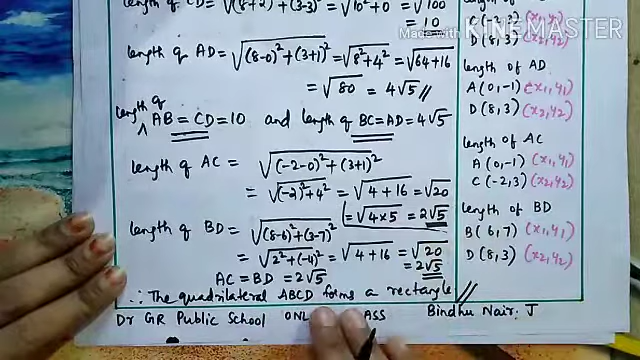 length of CD = √(8+2)²+(3-3)² = √10²+0 = √100
= 10
length of AD = √(8-0)²+(3+1)² = √8²+4² = √64+16
= √80 = 4√5 //
length of AB = CD = 10 and length of BC = AD = 4√5
length of AC = √(-2-0)²+(3+1)²
= √(-2)²+4² = √4+16 = √20
= √4×5 = 2√5
length of BD = √(8-6)²+(3-7)²
= √2²+(-4)² = √4+16 = √20
= 2√5
AC = BD = 2√5
∴ The quadrilateral ABCD forms a rectangle //
Dr GR Public School ONL ASS Bindhu Nair. J
C(-2,3) (x1,y1)
D(8,3) (x2,y2)
length of AD
A(0,-1) (x1,y1)
D(8,3) (x2,y2)
length of AC
A(0,-1) (x1,y1)
C(-2,3) (x2,y2)
length of BD
B(6,7) (x1,y1)
D(8,3) (x2,y2)
Made with KINEMASTER